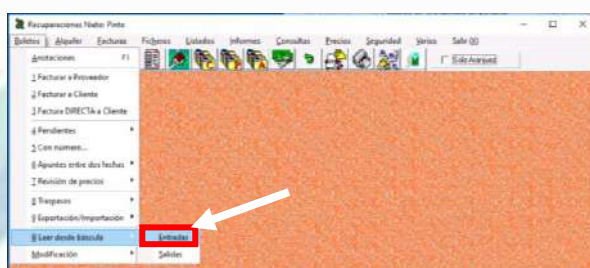 Recuperaciones Nieto Pinto
Boletos Alquiler Facturas Ficheros Listados Informes Consultas Precios Seguridad Varios Salir (X)
Anotaciones F1
Solo Aranjuez
1 Facturar a Proveedor
2 Facturar a Cliente
3 Factura DIRECTA a Cliente
4 Pendientes
5 Con número...
6 Apuntes entre dos fechas
7 Revisión de precios
8 Traspasos
9 Exportación/Importación
Leer desde báscula Entradas
Modificación Salidas